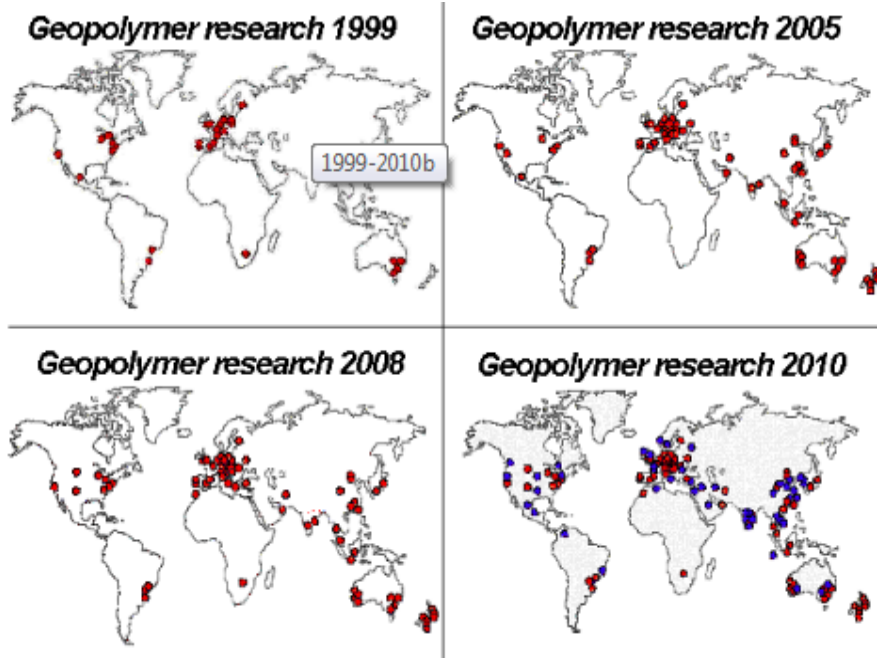 Geopolymer research 1999
Geopolymer research 2005
1999-2010b
Geopolymer research 2008
Geopolymer research 2010